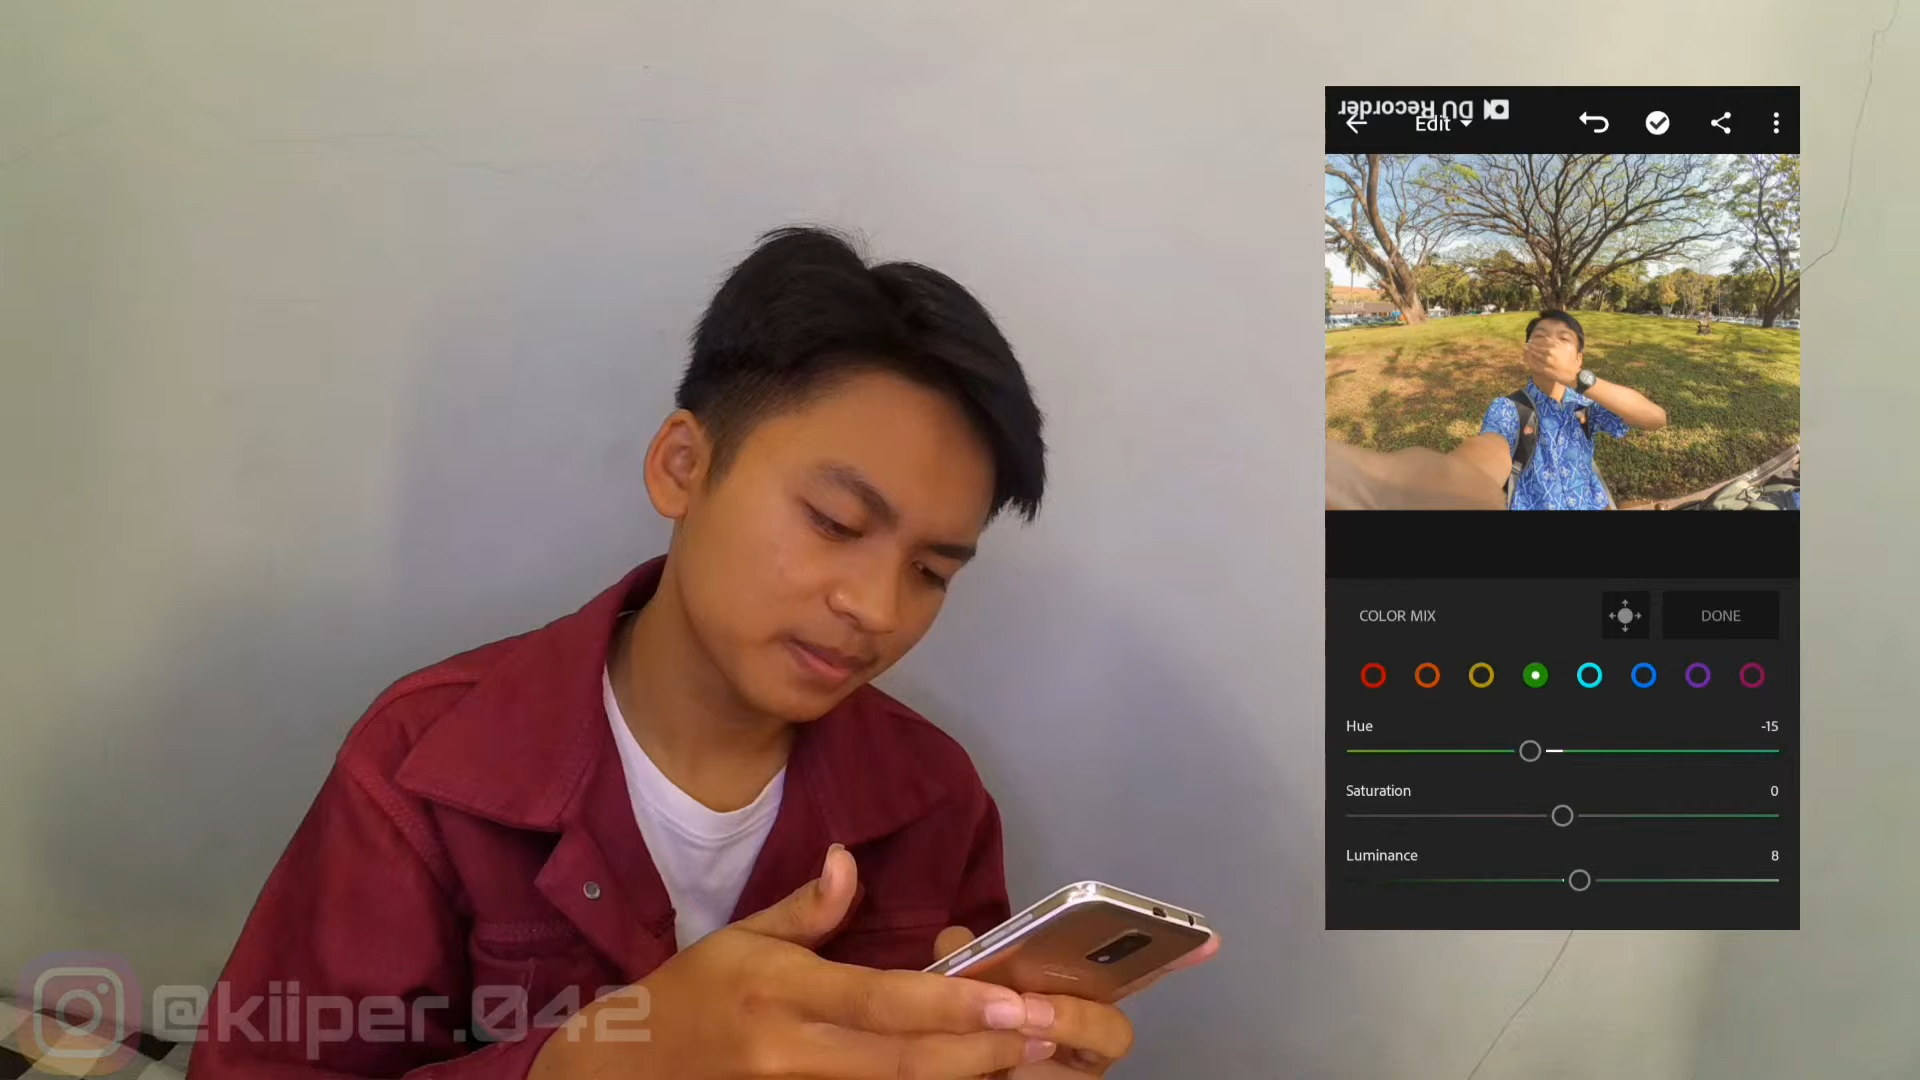 DU Recorder
Edit
COLOR MIX
DONE
Hue
-15
Saturation
0
Luminance
8
@kiiper.042